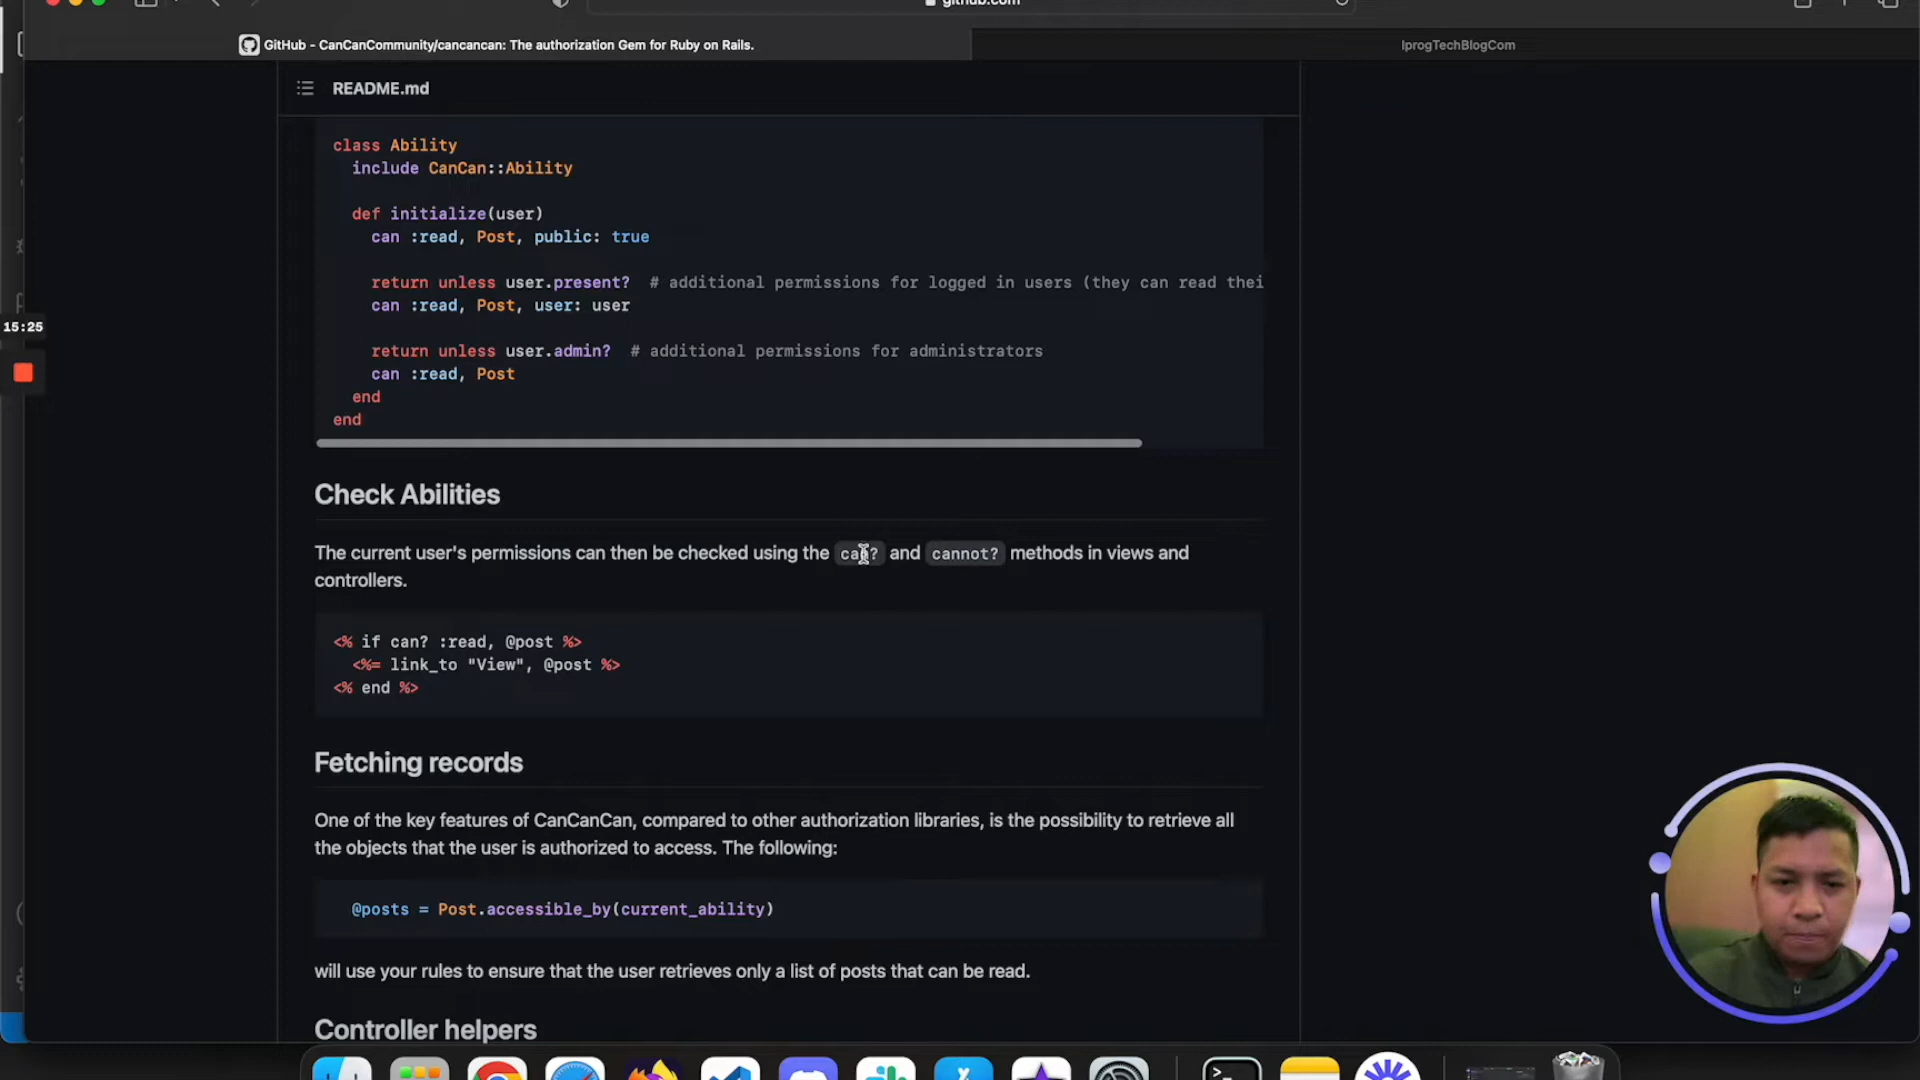 github.com
GitHub - CanCanCommunity/cancancan: The authorization Gem for Ruby on Rails.
IprogTechBlogCom
README.md
class Ability
include CanCan::Ability
def initialize(user)
can :read, Post, public: true
return unless user.present?  # additional permissions for logged in users (they can read thei
can :read, Post, user: user
return unless user.admin?  # additional permissions for administrators
can :read, Post
end
end
15:25
Check Abilities
The current user's permissions can then be checked using the can? and cannot? methods in views and
controllers.
<% if can? :read, @post %>
<%= link_to "View", @post %>
<% end %>
Fetching records
One of the key features of CanCanCan, compared to other authorization libraries, is the possibility to retrieve all
the objects that the user is authorized to access. The following:
@posts = Post.accessible_by(current_ability)
will use your rules to ensure that the user retrieves only a list of posts that can be read.
Controller helpers